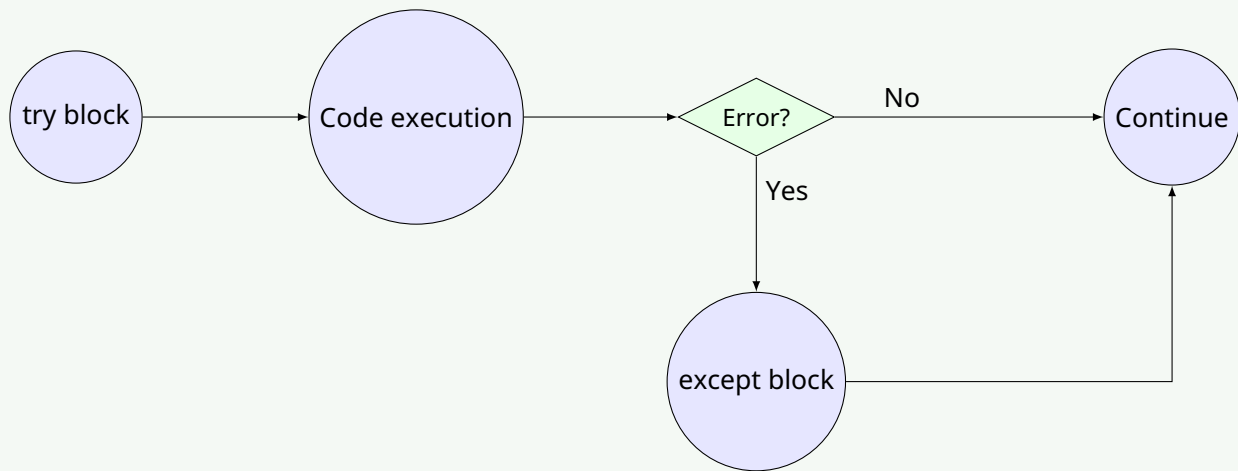 try block
Code execution
Error?
No
Continue
Yes
except block